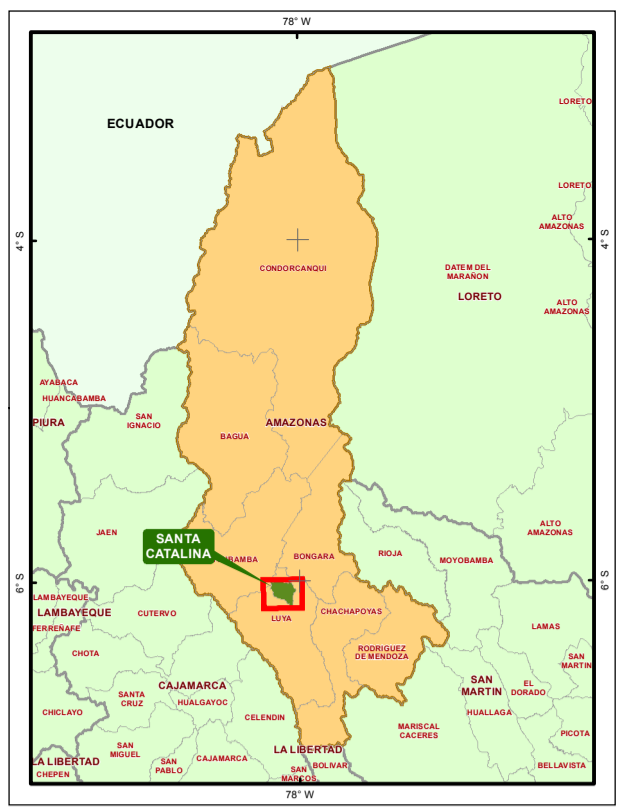 78° W
ECUADOR
LORETO
LORETO
ALTO
AMAZONAS
4° S
4° S
CONDORCANQUI
DATEM DEL
MARAÑON
LORETO
ALTO
AMAZONAS
AYABACA
HUANCABAMBA
PIURA
SAN
IGNACIO
AMAZONAS
BAGUA
JAEN
SANTA
CATALINA
BAMBA
BONGARA
RIOJA
MOYOBAMBA
ALTO
AMAZONAS
6° S
6° S
LAMBAYEQUE
LAMBAYEQUE
FERREÑAFE
CUTERVO
LUYA
CHACHAPOYAS
LAMAS
CHOTA
RODRIGUEZ
DE MENDOZA
SAN
MARTIN
CAJAMARCA
SANTA
CRUZ
HUALGAYOC
SAN
MARTIN
EL
DORADO
CHICLAYO
CELENDIN
HUALLAGA
MARISCAL
CACERES
PICOTA
SAN
MIGUEL
LA LIBERTAD
LA LIBERTAD
CHEPEN
SAN
PABLO
CAJAMARCA
SAN
MARCOS
BOLIVAR
BELLAVISTA
78° W